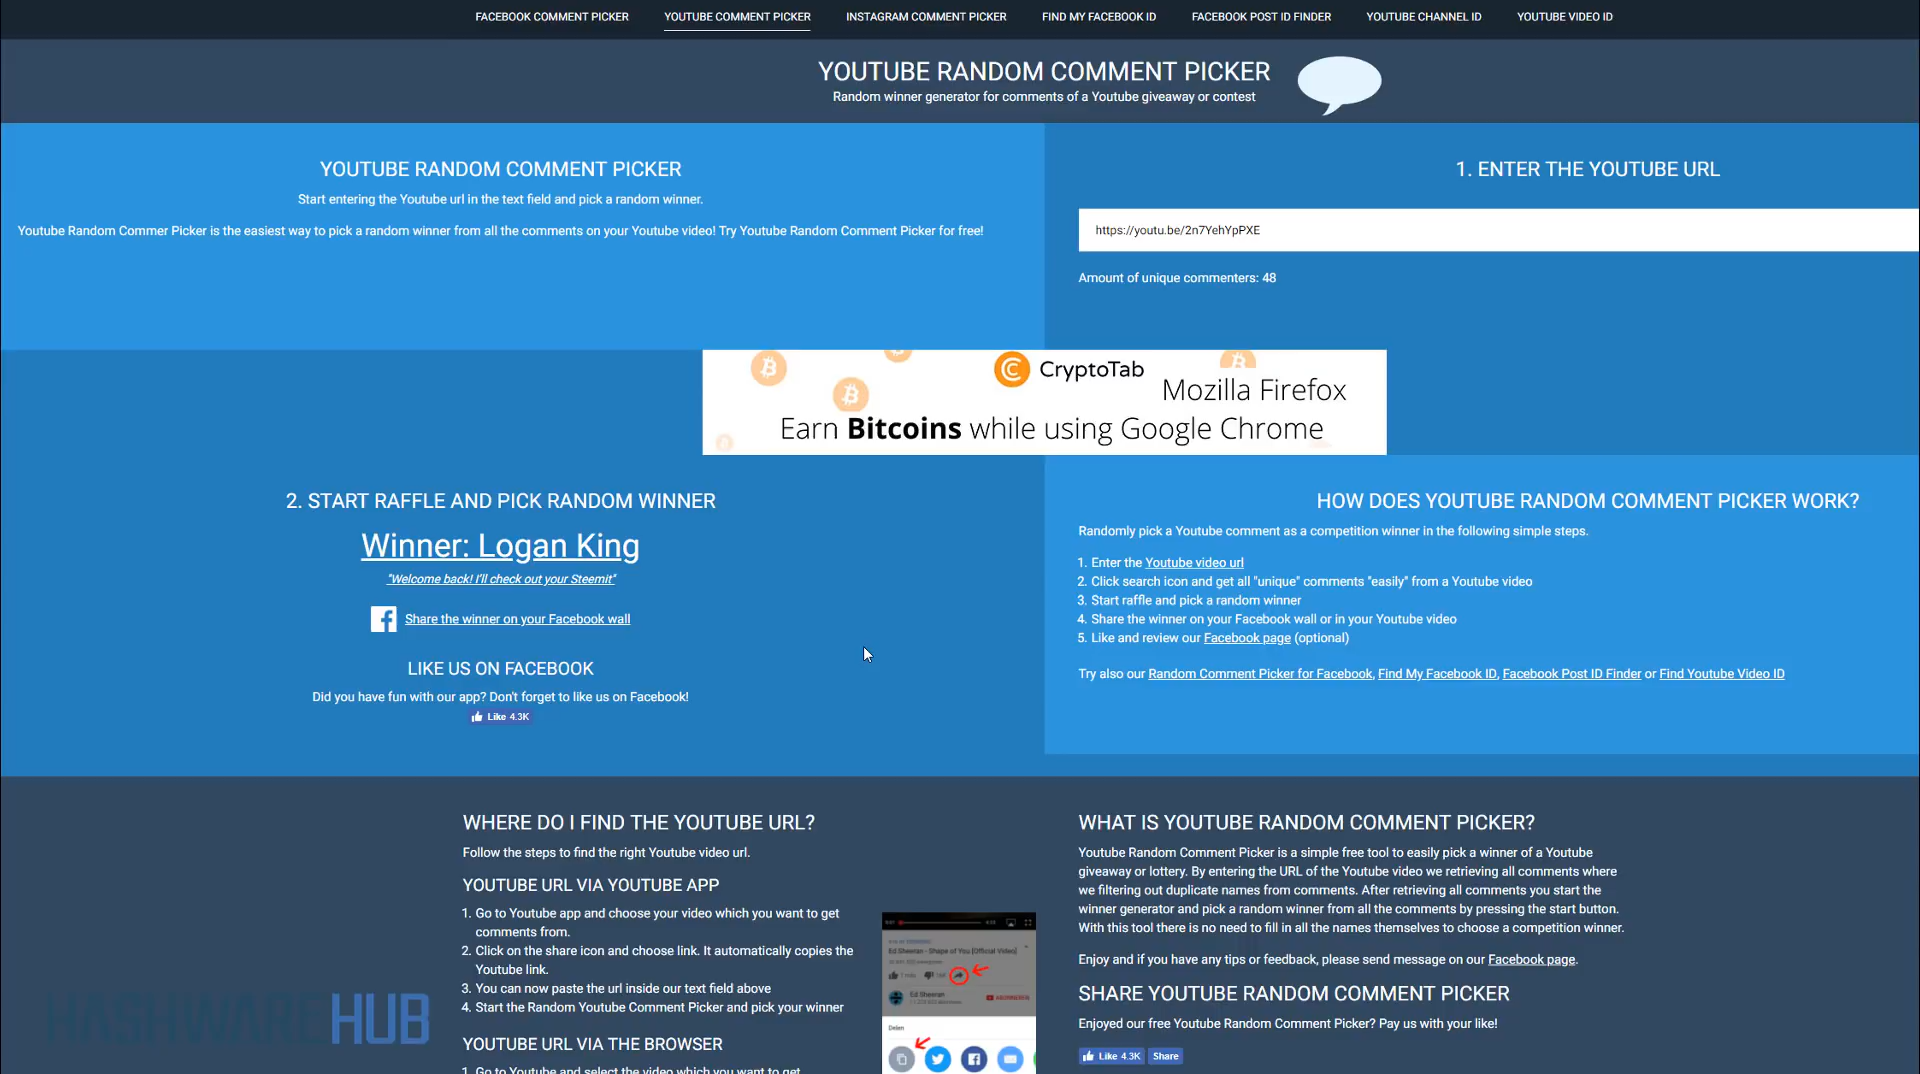 FACEBOOK COMMENT PICKER
YOUTUBE COMMENT PICKER
INSTAGRAM COMMENT PICKER
FIND MY FACEBOOK ID
FACEBOOK POST ID FINDER
YOUTUBE CHANNEL ID
YOUTUBE VIDEO ID
YOUTUBE RANDOM COMMENT PICKER
Random winner generator for comments of a Youtube giveaway or contest
YOUTUBE RANDOM COMMENT PICKER
Start entering the Youtube url in the text field and pick a random winner.
Youtube Random Commer Picker is the easiest way to pick a random winner from all the comments on your Youtube video! Try Youtube Random Comment Picker for free!
1. ENTER THE YOUTUBE URL
https://youtu.be/2n7YehYpPXE
Amount of unique commenters: 48
CryptoTab
Mozilla Firefox
Earn Bitcoins while using Google Chrome
2. START RAFFLE AND PICK RANDOM WINNER
Winner: Logan King
"Welcome back! I'll check out your Steemit"
Share the winner on your Facebook wall
LIKE US ON FACEBOOK
Did you have fun with our app? Don't forget to like us on Facebook!
Like 4.3K
HOW DOES YOUTUBE RANDOM COMMENT PICKER WORK?
Randomly pick a Youtube comment as a competition winner in the following simple steps.
1. Enter the Youtube video url
2. Click search icon and get all "unique" comments "easily" from a Youtube video
3. Start raffle and pick a random winner
4. Share the winner on your Facebook wall or in your Youtube video
5. Like and review our Facebook page (optional)
Try also our Random Comment Picker for Facebook, Find My Facebook ID, Facebook Post ID Finder or Find Youtube Video ID
WHERE DO I FIND THE YOUTUBE URL?
Follow the steps to find the right Youtube video url.
YOUTUBE URL VIA YOUTUBE APP
1. Go to Youtube app and choose your video which you want to get
comments from.
2. Click on the share icon and choose link. It automatically copies the
Youtube link.
3. You can now paste the url inside our text field above
4. Start the Random Youtube Comment Picker and pick your winner
YOUTUBE URL VIA THE BROWSER
1. Go to Youtube and select the video which you want to get
Ed Sheeran - Shape of You [Official Video]
Ed Sheeran
Delen
WHAT IS YOUTUBE RANDOM COMMENT PICKER?
Youtube Random Comment Picker is a simple free tool to easily pick a winner of a Youtube
giveaway or lottery. By entering the URL of the Youtube video we retrieving all comments where
we filtering out duplicate names from comments. After retrieving all comments you start the
winner generator and pick a random winner from all the comments by pressing the start button.
With this tool there is no need to fill in all the names themselves to choose a competition winner.
Enjoy and if you have any tips or feedback, please send message on our Facebook page.
SHARE YOUTUBE RANDOM COMMENT PICKER
Enjoyed our free Youtube Random Comment Picker? Pay us with your like!
Like 4.3K
Share
HASHWAREHUB